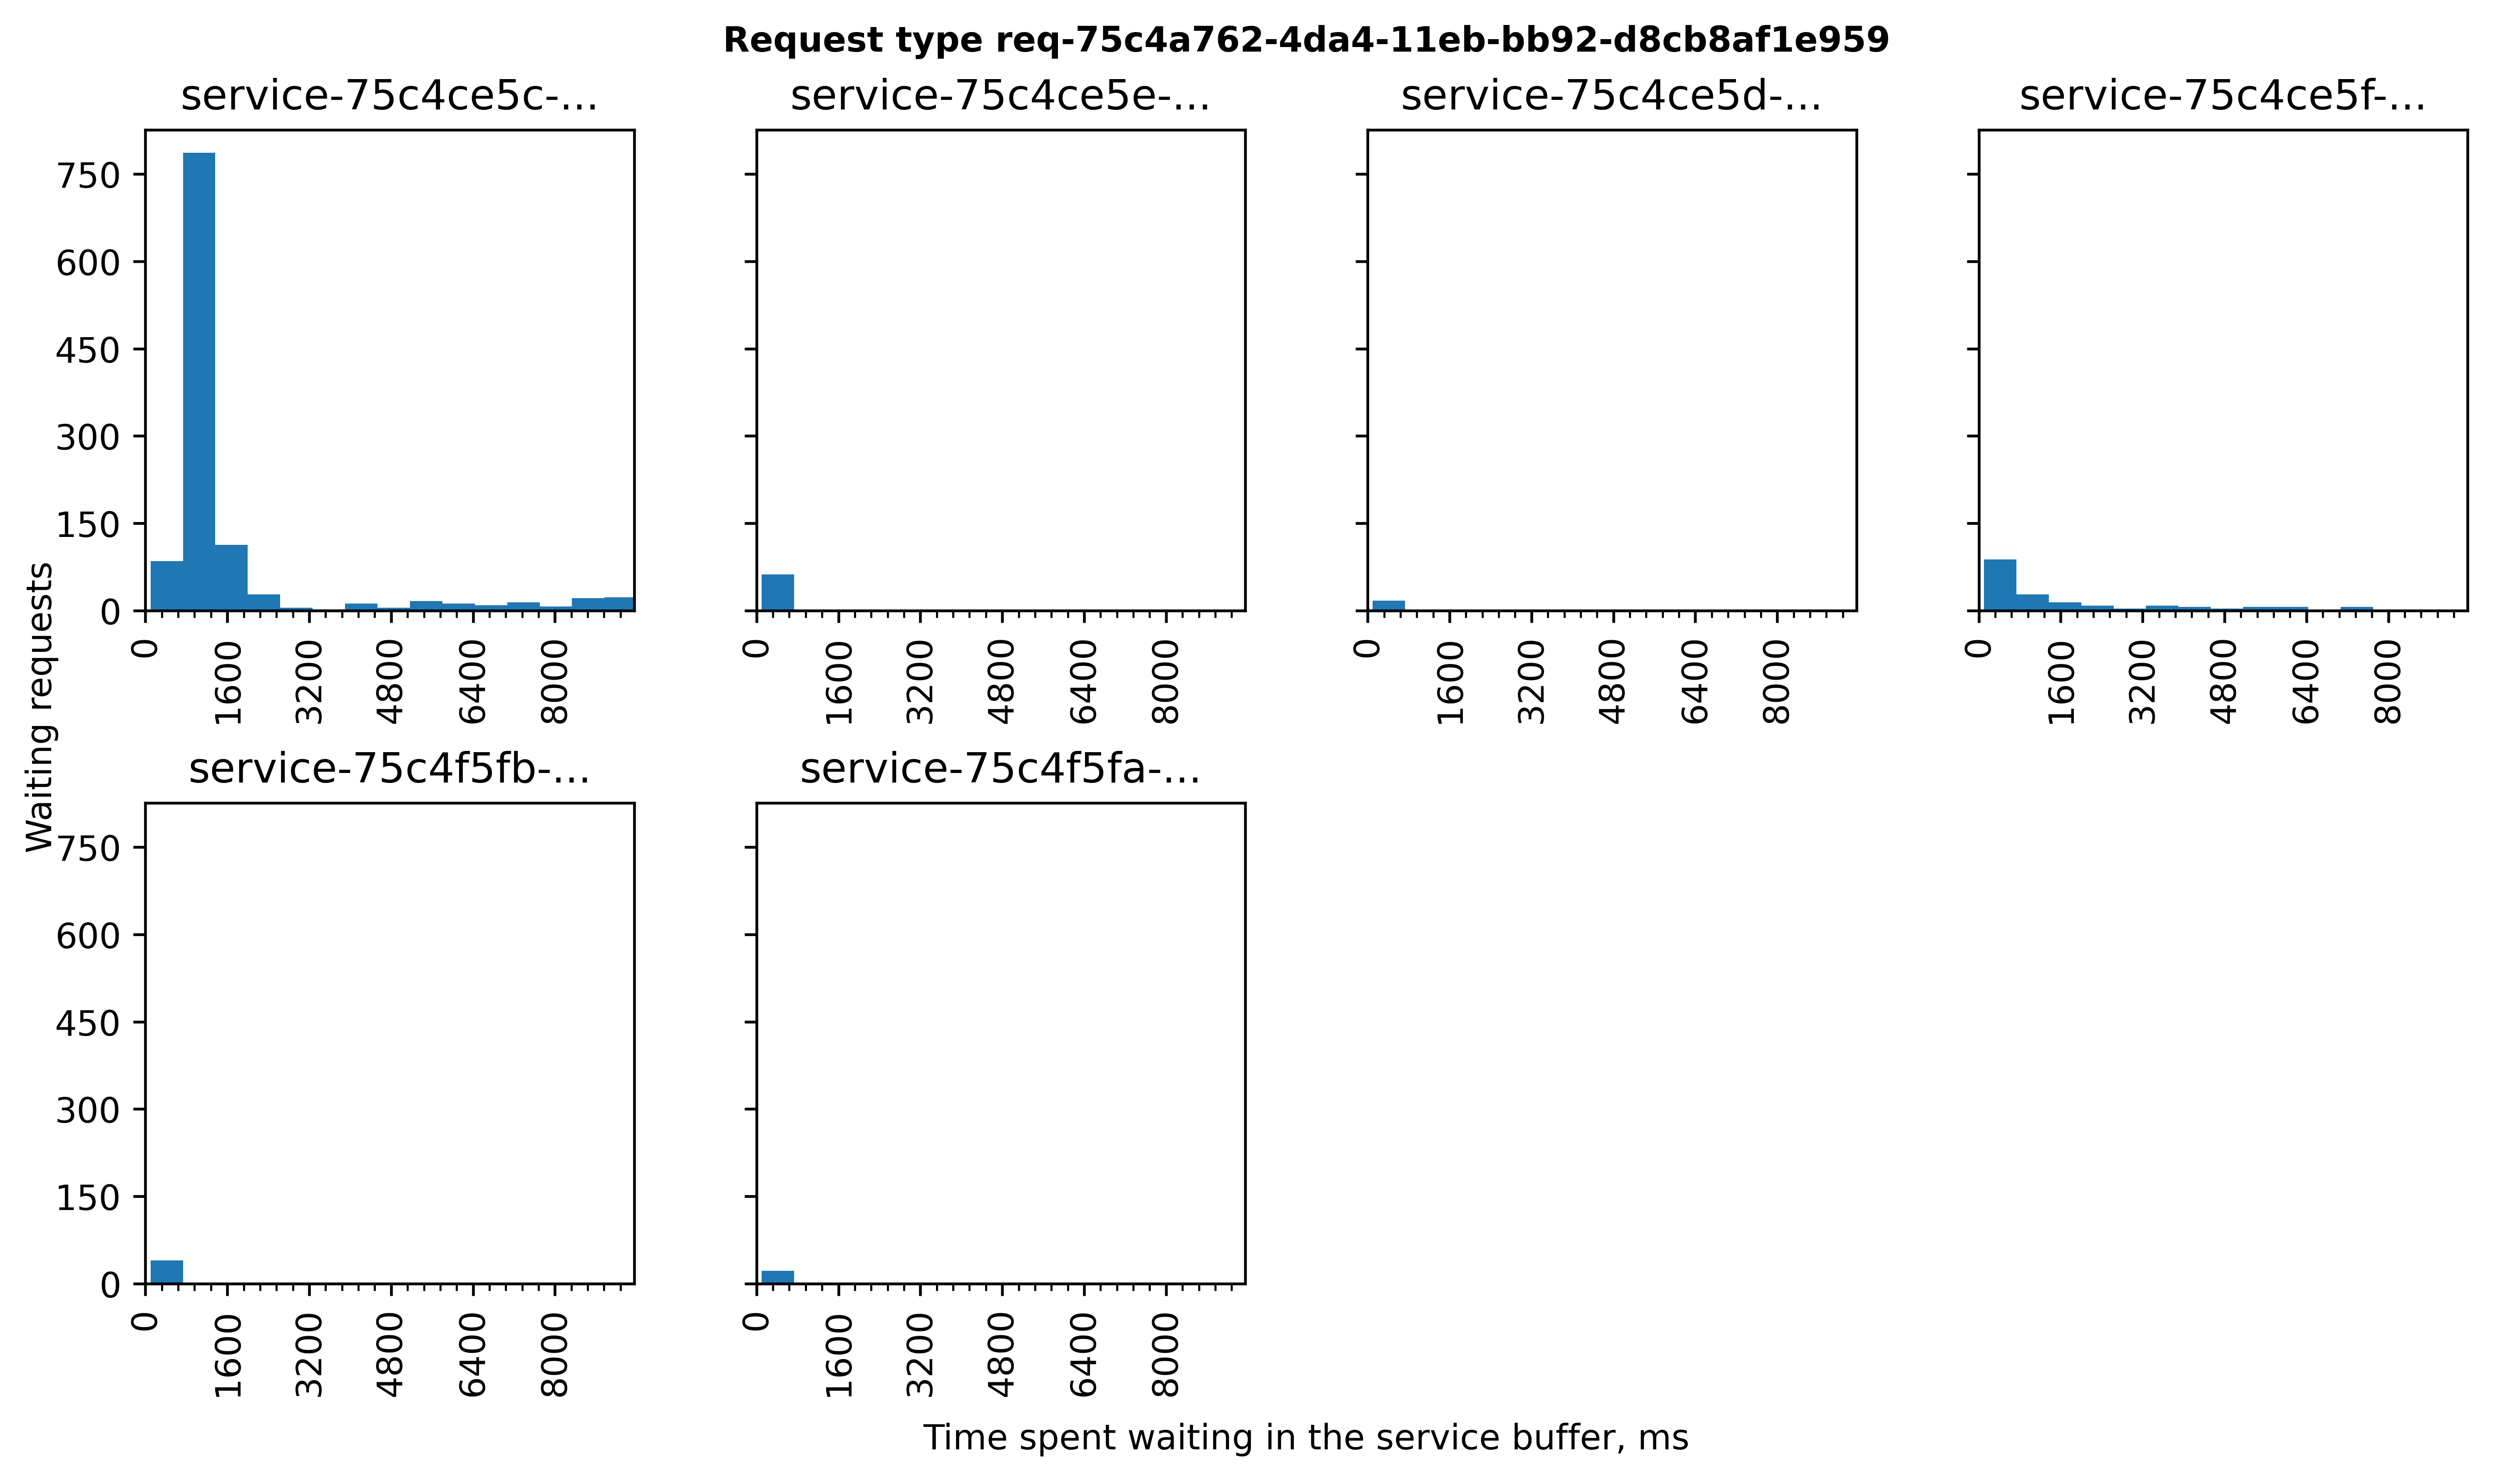 Request type req-75c4a762-4da4-11eb-bb92-d8cb8af1e959
service-75c4ce5c-...
service-75c4ce5e-...
service-75c4ce5d-...
service-75c4ce5f-...
750
600
450
300
150
0
0 1600 3200 4800 6400 8000
0 1600 3200 4800 6400 8000
0 1600 3200 4800 6400 8000
0 1600 3200 4800 6400 8000
Waiting requests
service-75c4f5fb-...
service-75c4f5fa-...
750
600
450
300
150
0
0 1600 3200 4800 6400 8000
0 1600 3200 4800 6400 8000
Time spent waiting in the service buffer, ms